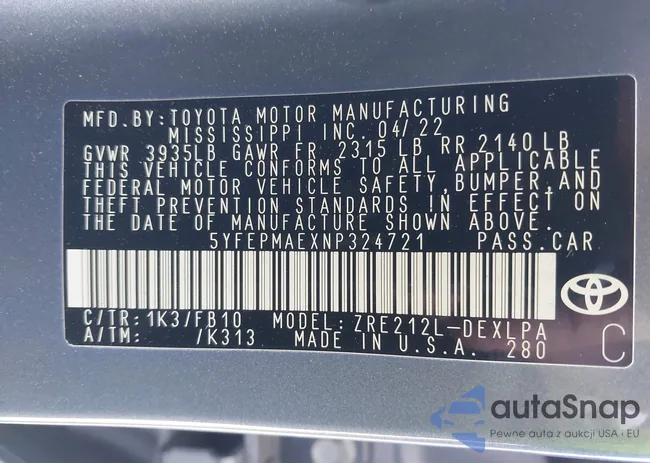 MFD.BY:TOYOTA MOTOR MANUFACTURING
MISSISSIPPI INC. 04/22
GVWR 3935LB GAWR FR 2315 LB RR 2140 LB
THIS VEHICLE CONFORMS TO ALL APPLICABLE
FEDERAL MOTOR VEHICLE SAFETY,BUMPER,AND
THEFT PREVENTION STANDARDS IN EFFECT ON
THE DATE OF MANUFACTURE SHOWN ABOVE.
5YFEPMAEXNP324721 PASS.CAR
C/TR: 1K3/FB10 MODEL: ZRE212L-DEXLPA
A/TM: /K313 MADE IN U.S.A. 280
C
autaSnap
Pewne auta z aukcji USA i EU